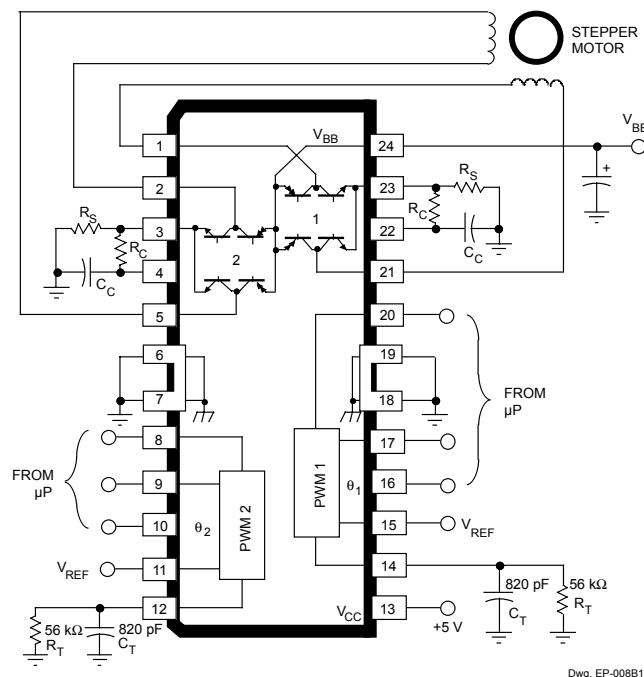 STEPPER
MOTOR
V_BB
1
24
V_BB
+
2
23
R_S
R_C
1
R_S
3
22
C_C
R_C
2
C_C
4
21
5
20
6
19
FROM
µP
7
18
8
17
FROM
µP
9
PWM 1
θ_1
16
10
θ_2
PWM 2
15
V_REF
V_REF
11
14
12
820 pF
56 kΩ
C_T
R_T
56 kΩ
820 pF
R_T
C_T
V_CC
13
+5 V
Dwg. EP-008B1